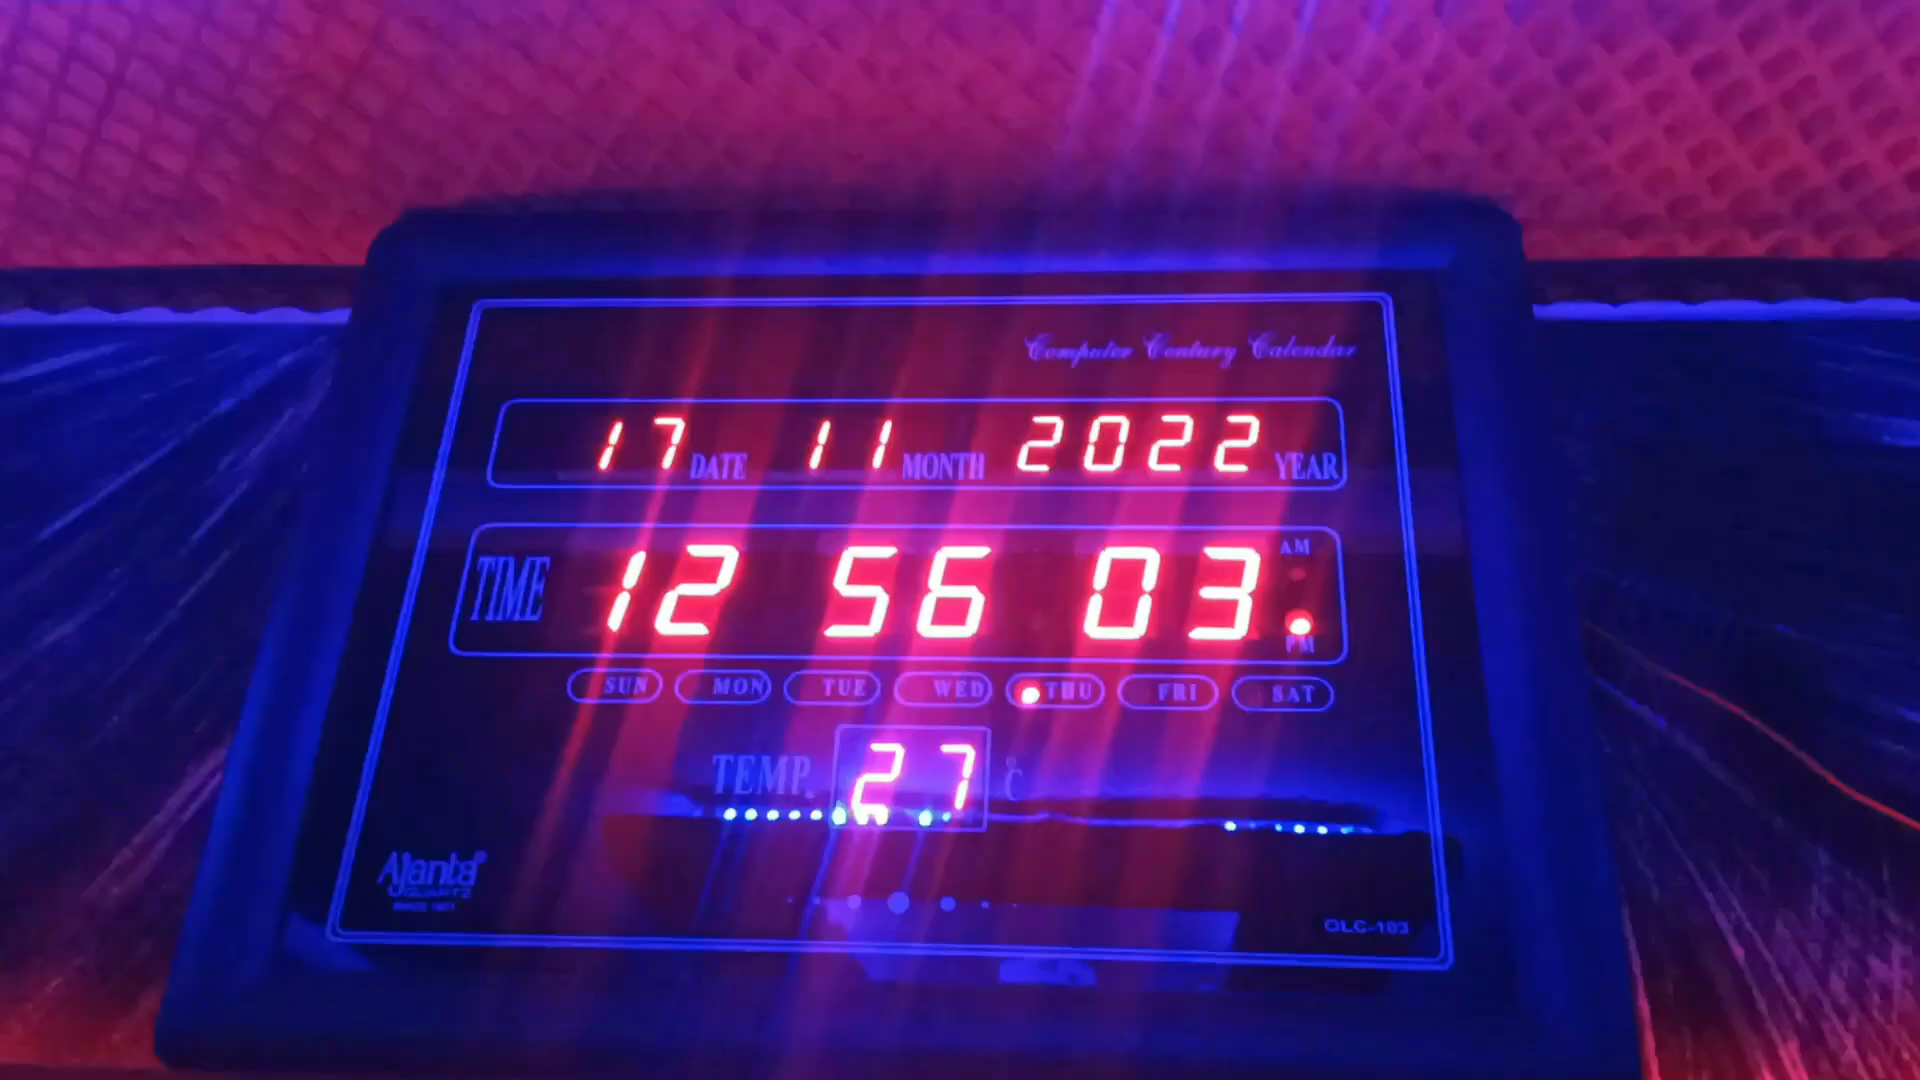 Computer Century Calendar
17 DATE 11 MONTH 2022 YEAR
TIME 12 56 03 AM PM
SUN MON TUE WED THU FRI SAT
TEMP. 27 °C
Ajanta
QUARTZ
OLC-103